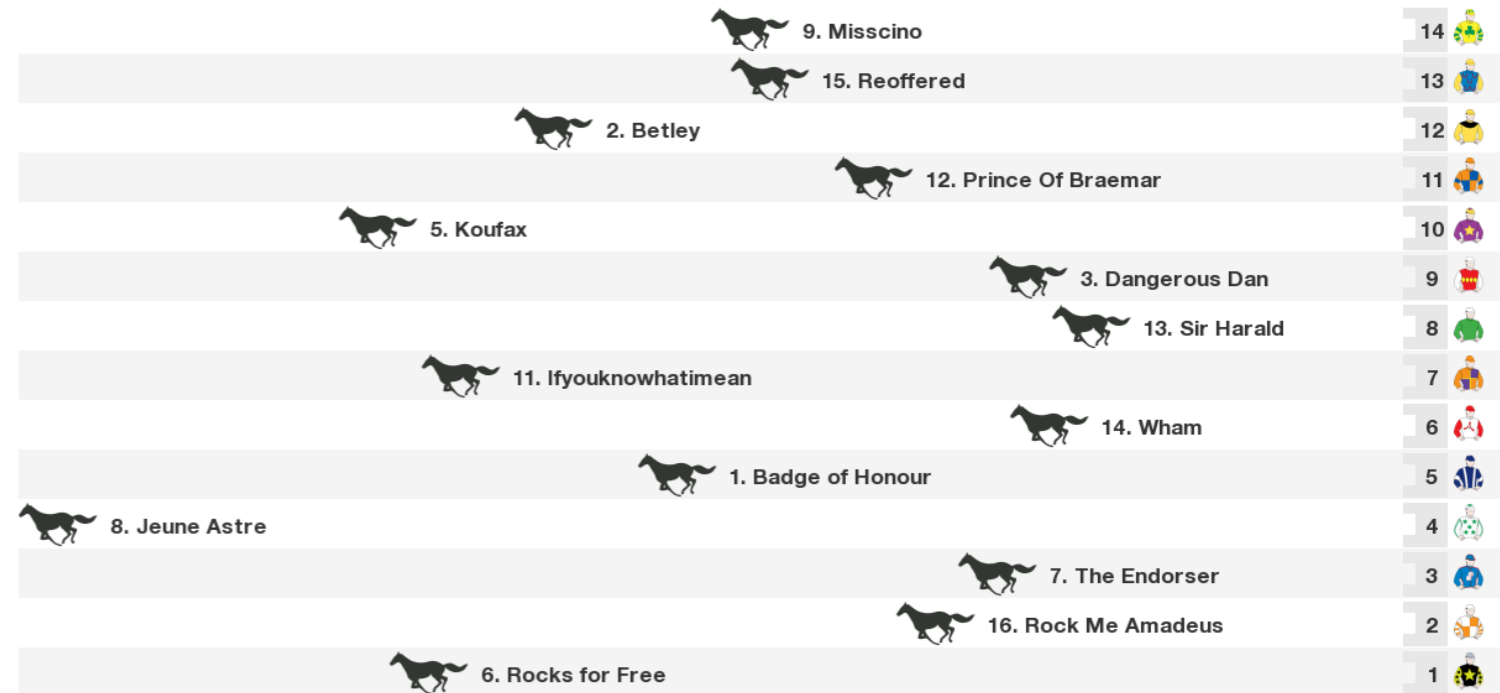 9. Misscino 14
15. Reoffered 13
2. Betley 12
12. Prince Of Braemar 11
5. Koufax 10
3. Dangerous Dan 9
13. Sir Harald 8
11. Ifyouknowhatimean 7
14. Wham 6
1. Badge of Honour 5
8. Jeune Astre 4
7. The Endorser 3
16. Rock Me Amadeus 2
6. Rocks for Free 1